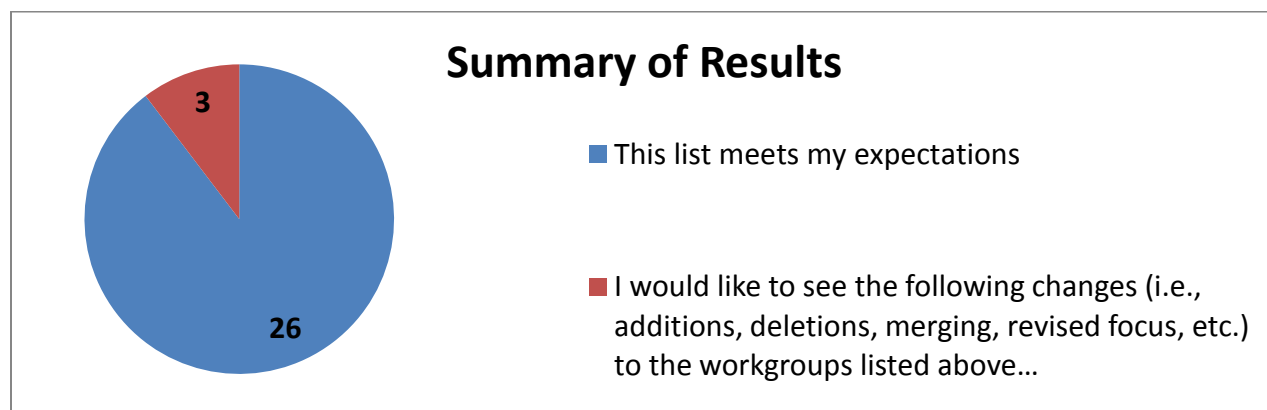 Summary of Results
3
26
This list meets my expectations
I would like to see the following changes (i.e.,
additions, deletions, merging, revised focus, etc.)
to the workgroups listed above…